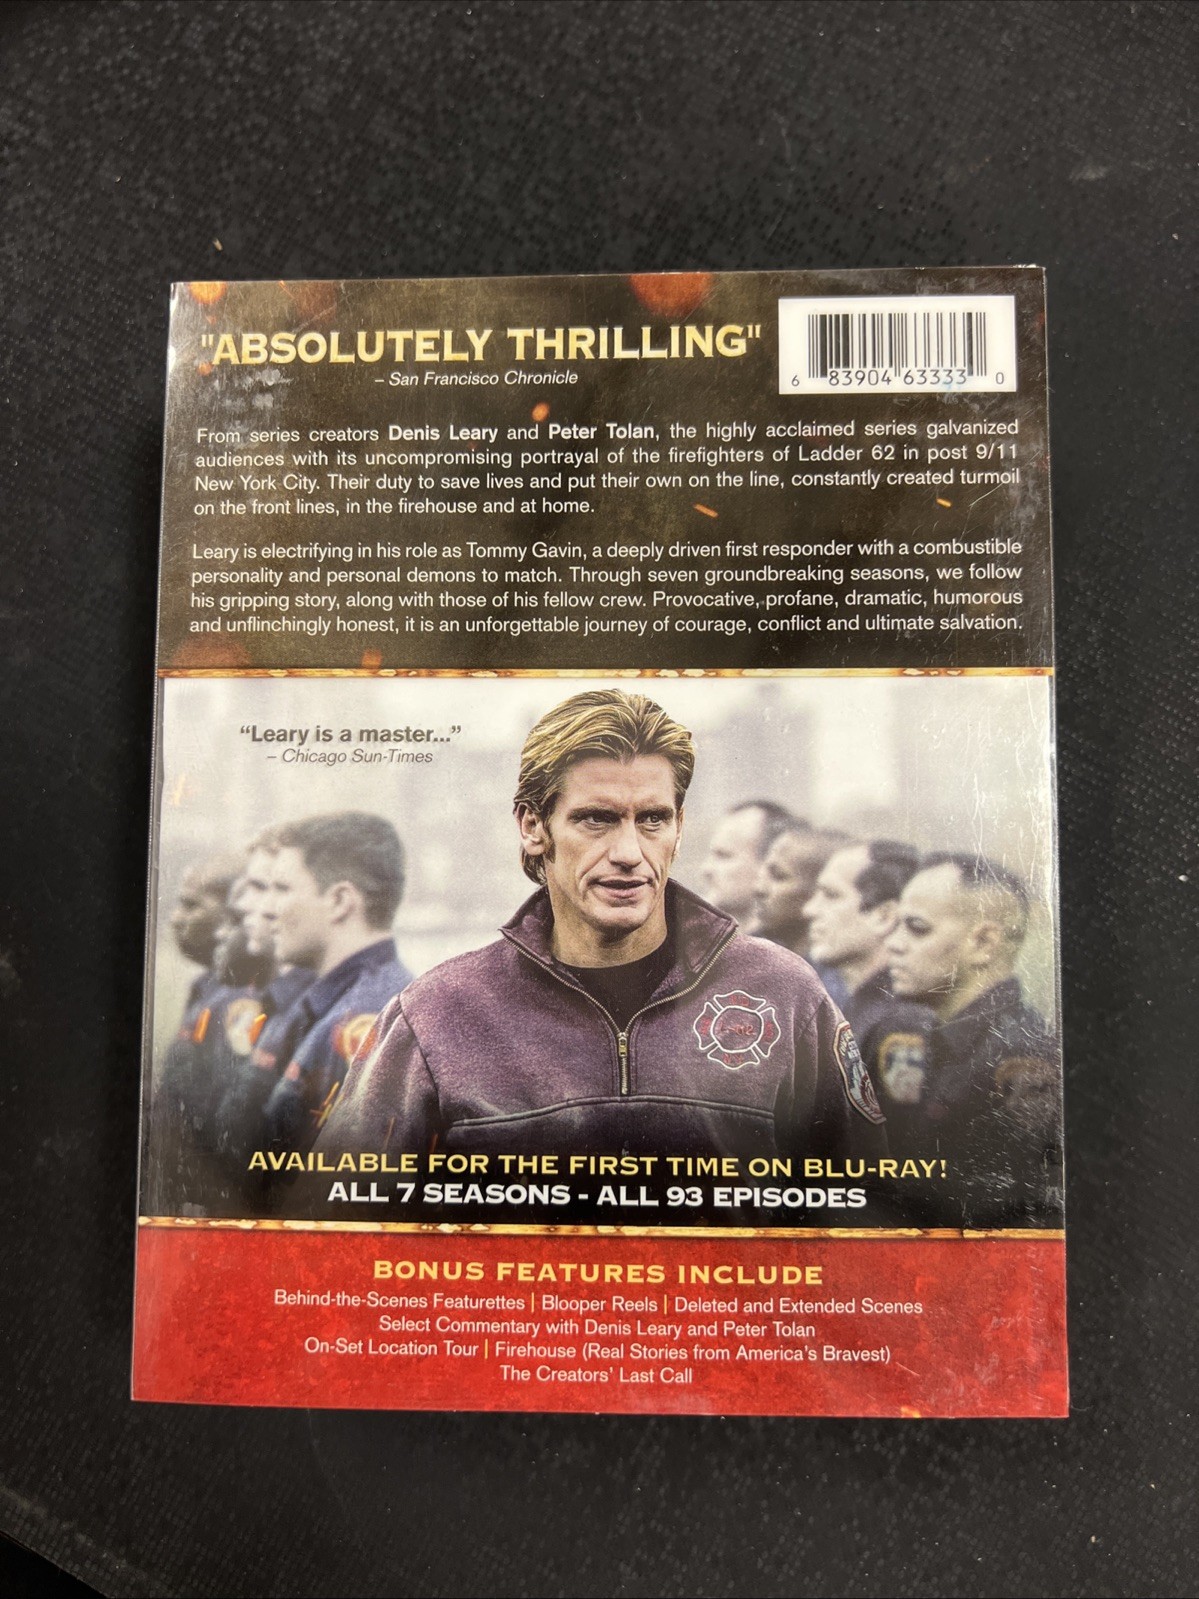 "ABSOLUTELY THRILLING"
– San Francisco Chronicle
6 83904 63333 0
From series creators Denis Leary and Peter Tolan, the highly acclaimed series galvanized
audiences with its uncompromising portrayal of the firefighters of Ladder 62 in post 9/11
New York City. Their duty to save lives and put their own on the line, constantly created turmoil
on the front lines, in the firehouse and at home.
Leary is electrifying in his role as Tommy Gavin, a deeply driven first responder with a combustible
personality and personal demons to match. Through seven groundbreaking seasons, we follow
his gripping story, along with those of his fellow crew. Provocative, profane, dramatic, humorous
and unflinchingly honest, it is an unforgettable journey of courage, conflict and ultimate salvation.
“Leary is a master...”
– Chicago Sun-Times
AVAILABLE FOR THE FIRST TIME ON BLU-RAY!
ALL 7 SEASONS - ALL 93 EPISODES
BONUS FEATURES INCLUDE
Behind-the-Scenes Featurettes | Blooper Reels | Deleted and Extended Scenes
Select Commentary with Denis Leary and Peter Tolan
On-Set Location Tour | Firehouse (Real Stories from America's Bravest)
The Creators' Last Call